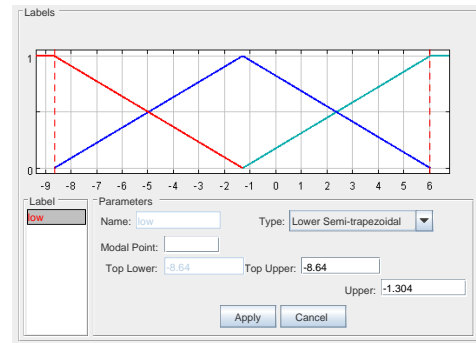 Labels
1
0
-9 -8 -7 -6 -5 -4 -3 -2 -1 0 1 2 3 4 5 6
Label
low
Parameters
Name: low Type: Lower Semi-trapezoidal
Modal Point:
Top Lower: -8.64 Top Upper: -8.64
Upper: -1.304
Apply Cancel